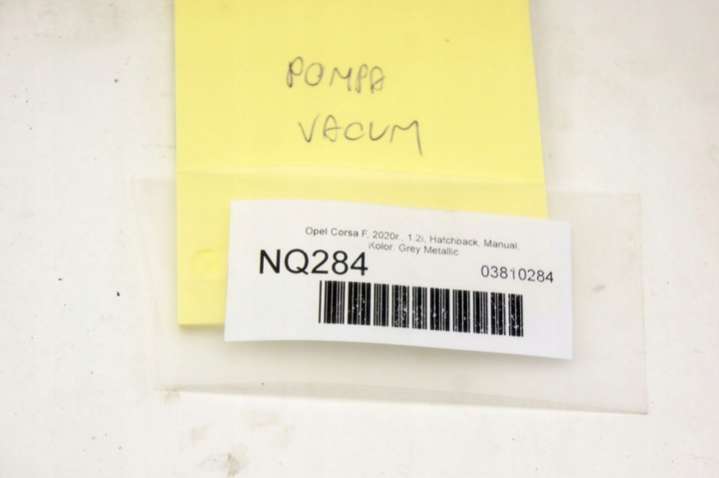 POMPA
VACUM
Opel Corsa F, 2020r., 1.2i, Hatchback, Manual
Kolor: Grey Metallic
NQ284
03810284